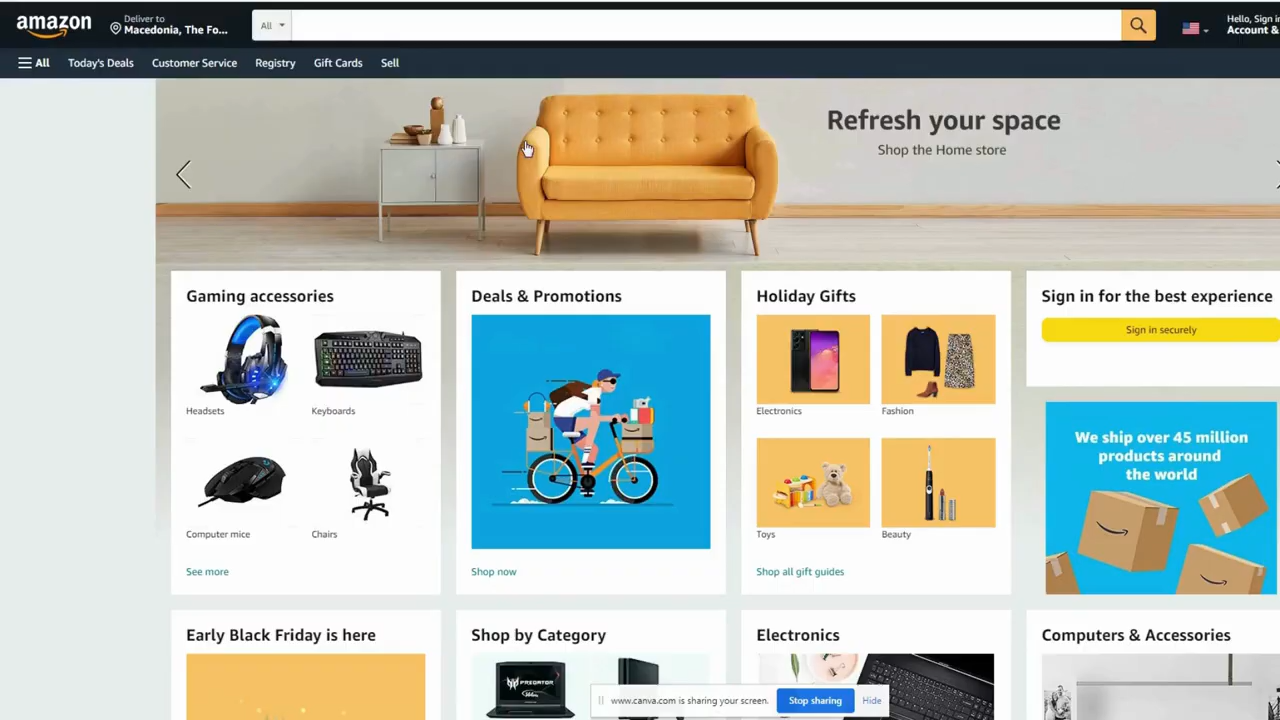 amazon
Deliver to
Macedonia, The Fo...
All
Hello, Sign i
Account &
All
Today's Deals
Customer Service
Registry
Gift Cards
Sell
Refresh your space
Shop the Home store
Gaming accessories
Headsets
Keyboards
Computer mice
Chairs
See more
Deals & Promotions
Shop now
Holiday Gifts
Electronics
Fashion
Toys
Beauty
Shop all gift guides
Sign in for the best experience
Sign in securely
We ship over 45 million
products around
the world
Early Black Friday is here
Shop by Category
PREDATOR
Electronics
Computers & Accessories
www.canva.com is sharing your screen.
Stop sharing
Hide